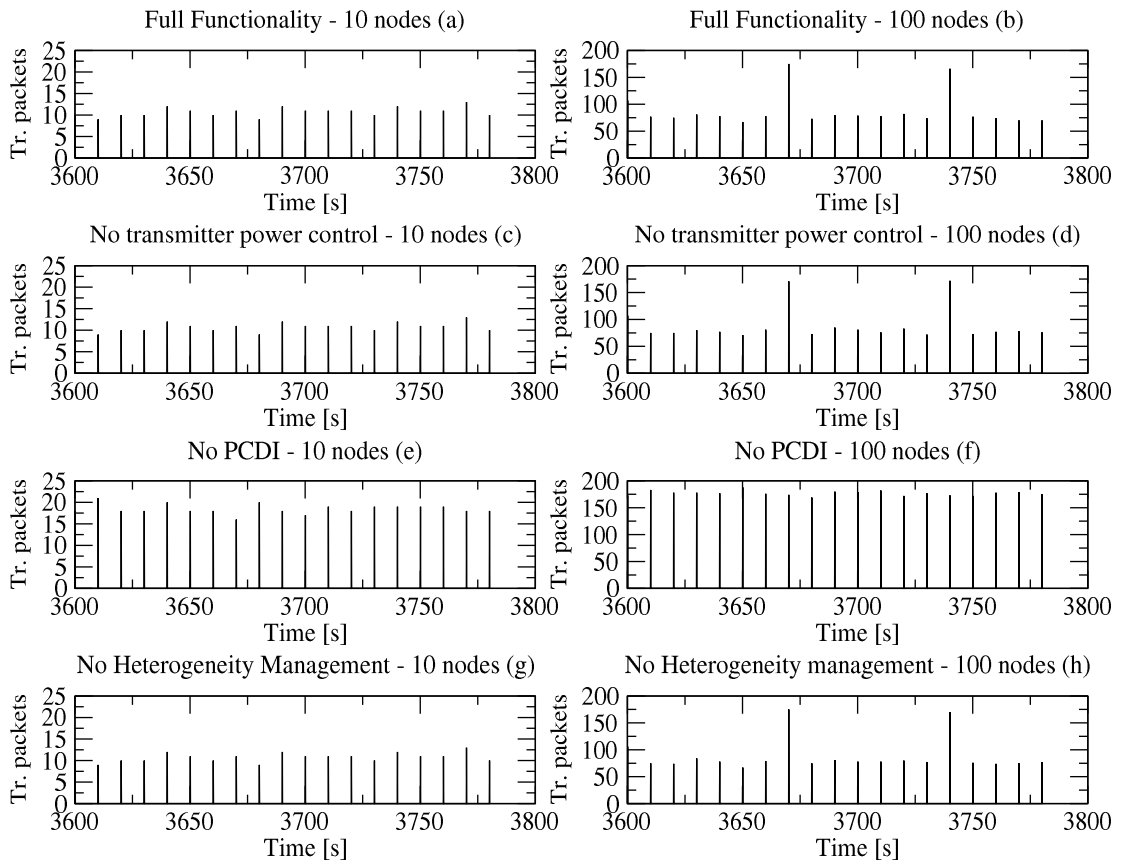 Full Functionality - 10 nodes (a)
Tr. packets
25
20
15
10
5
0
3600 3650 3700 3750 3800
Time [s]
Full Functionality - 100 nodes (b)
Tr. packets
200
150
100
50
0
3600 3650 3700 3750 3800
Time [s]
No transmitter power control - 10 nodes (c)
Tr. packets
25
20
15
10
5
0
3600 3650 3700 3750 3800
Time [s]
No transmitter power control - 100 nodes (d)
Tr. packets
200
150
100
50
0
3600 3650 3700 3750 3800
Time [s]
No PCDI - 10 nodes (e)
Tr. packets
25
20
15
10
5
0
3600 3650 3700 3750 3800
Time [s]
No PCDI - 100 nodes (f)
Tr. packets
200
150
100
50
0
3600 3650 3700 3750 3800
Time [s]
No Heterogeneity Management - 10 nodes (g)
Tr. packets
25
20
15
10
5
0
3600 3650 3700 3750 3800
Time [s]
No Heterogeneity management - 100 nodes (h)
Tr. packets
200
150
100
50
0
3600 3650 3700 3750 3800
Time [s]